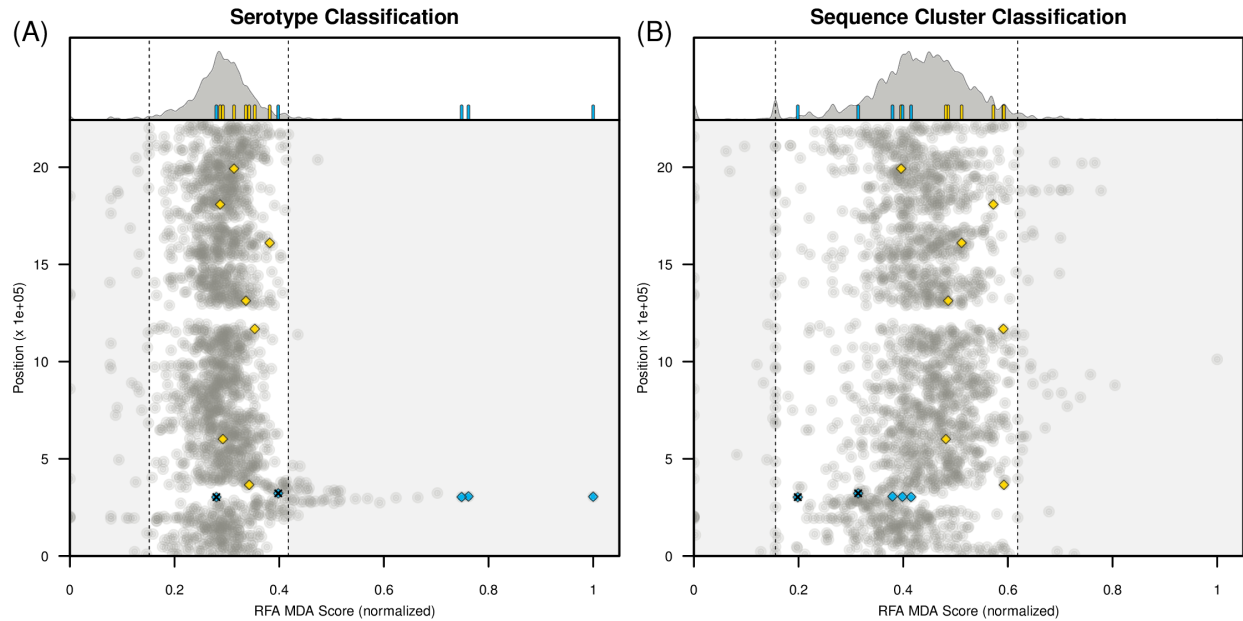 (A)
Serotype Classification
Position (x 1e+05)
20
15
10
5
0
0 0.2 0.4 0.6 0.8 1
RFA MDA Score (normalized)
(B)
Sequence Cluster Classification
Position (x 1e+05)
20
15
10
5
0
0 0.2 0.4 0.6 0.8 1
RFA MDA Score (normalized)